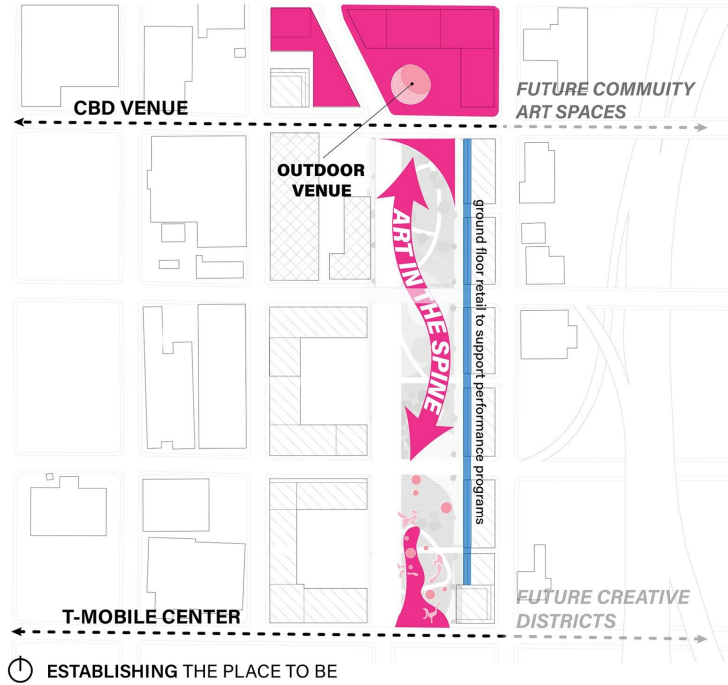 FUTURE COMMUITY
ART SPACES
CBD VENUE
OUTDOOR
VENUE
ART IN THE SPINE
ground floor retail to support performance programs
FUTURE CREATIVE
DISTRICTS
T-MOBILE CENTER
ESTABLISHING THE PLACE TO BE